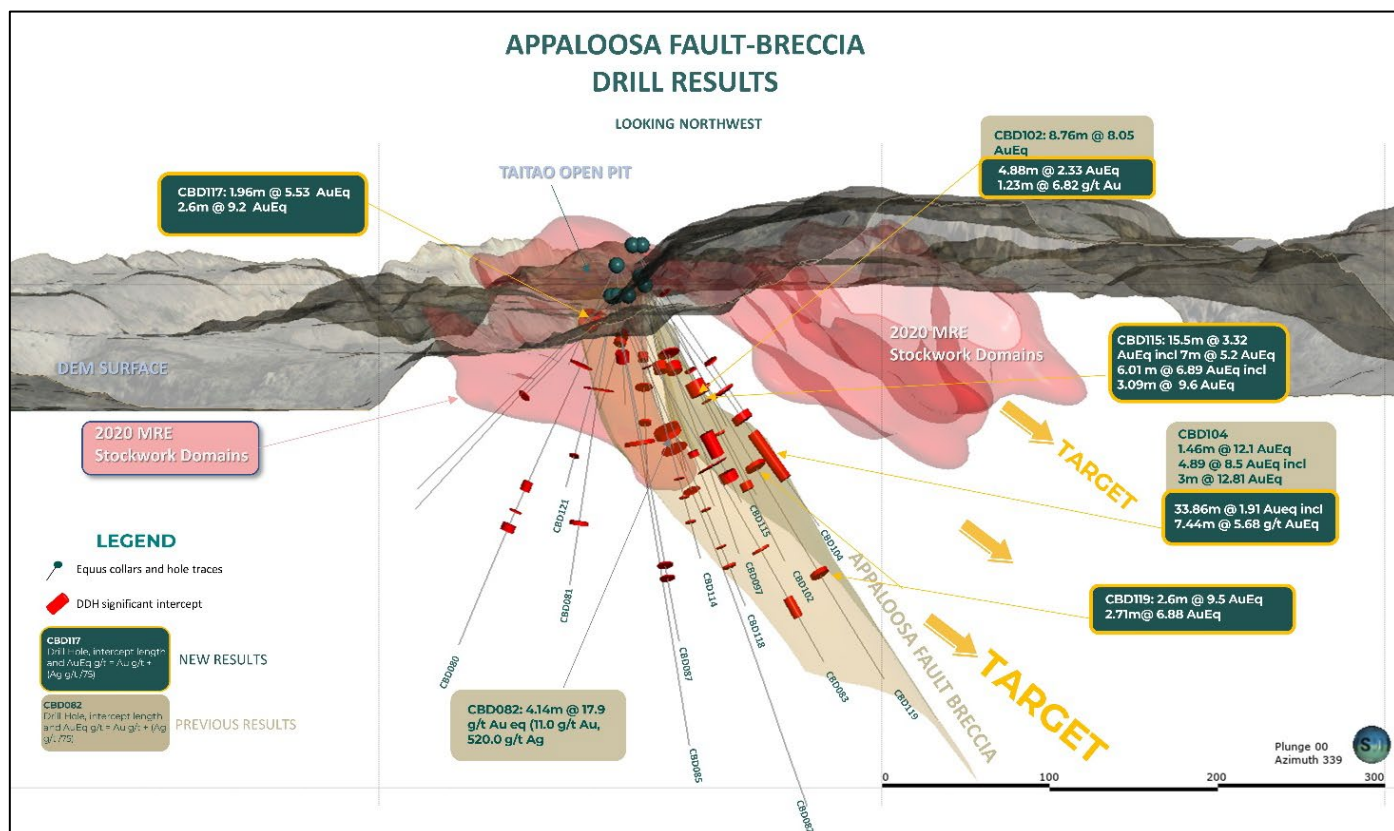 APPALOOSA FAULT-BRECCIA
DRILL RESULTS
LOOKING NORTHWEST
TAITAO OPEN PIT
CBD117: 1.96m @ 5.53 AuEq
2.6m @ 9.2 AuEq
CBD102: 8.76m @ 8.05
AuEq
4.88m @ 2.33 AuEq
1.23m @ 6.82 g/t Au
DEM SURFACE
2020 MRE
Stockwork Domains
2020 MRE
Stockwork Domains
CBD115: 15.5m @ 3.32
AuEq incl 7m @ 5.2 AuEq
6.01 m @ 6.89 AuEq incl
3.09m @ 9.6 AuEq
TARGET
CBD104
1.46m @ 12.1 AuEq
4.89 @ 8.5 AuEq incl
3m @ 12.81 AuEq
33.86m @ 1.91 Aueq incl
7.44m @ 5.68 g/t AuEq
CBD119: 2.6m @ 9.5 AuEq
2.71m@ 6.88 AuEq
TARGET
APPALOOSA FAULT BRECCIA
CBD121
CBD081
CBD080
CBD087
CBD085
CBD114
CBD097
CBD118
CBD115
CBD102
CBD104
CBD083
CBD119
CBD082: 4.14m @ 17.9
g/t Au eq (11.0 g/t Au,
520.0 g/t Ag
LEGEND
Equus collars and hole traces
DDH significant intercept
CBD117
Drill Hole, intercept length
and AuEq g/t = Au g/t +
(Ag g/t /75)
NEW RESULTS
CBD082
Drill Hole, intercept length
and AuEq g/t = Au g/t + (Ag
g/t /75)
PREVIOUS RESULTS
Plunge 00
Azimuth 339
0 100 200 300